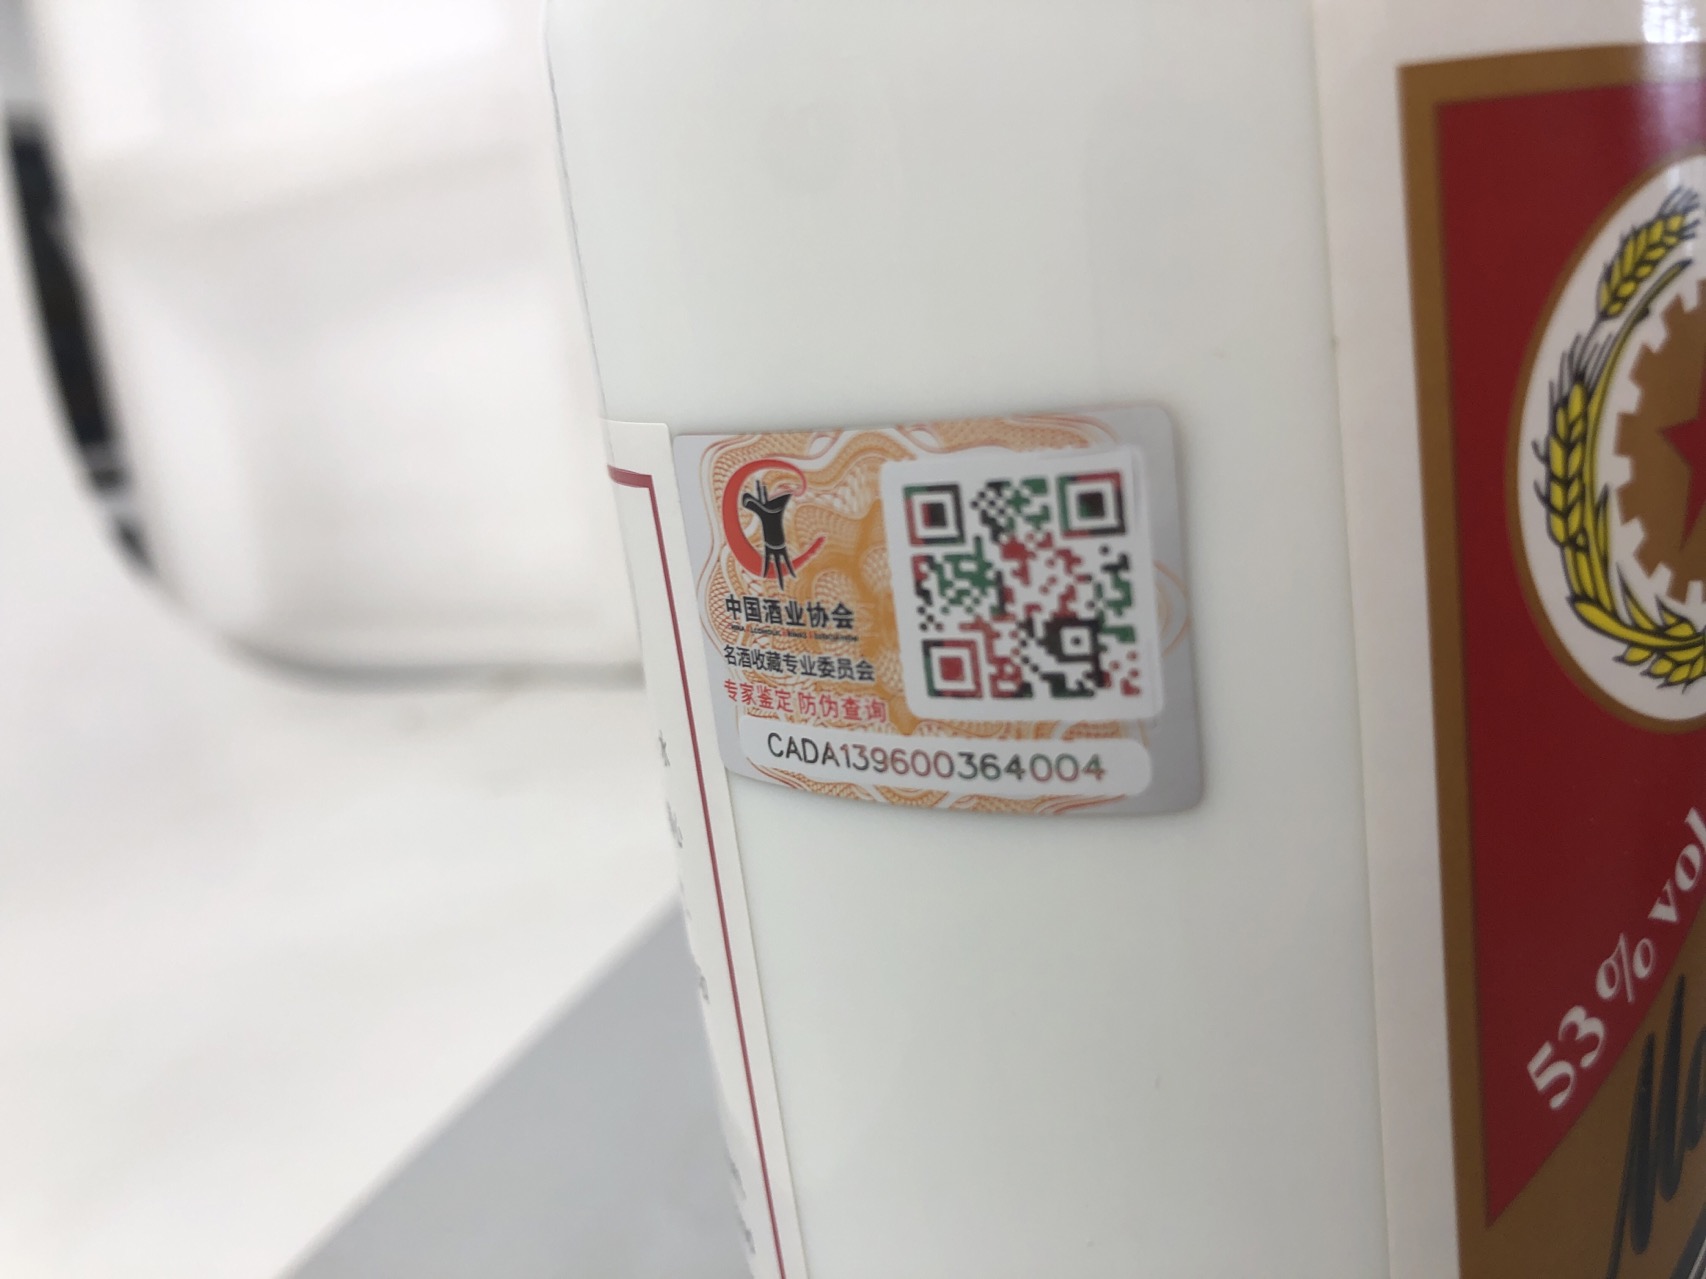 中国酒业协会
名酒收藏专业委员会
专家鉴定 防伪查询
CADA139600364004
53% vol